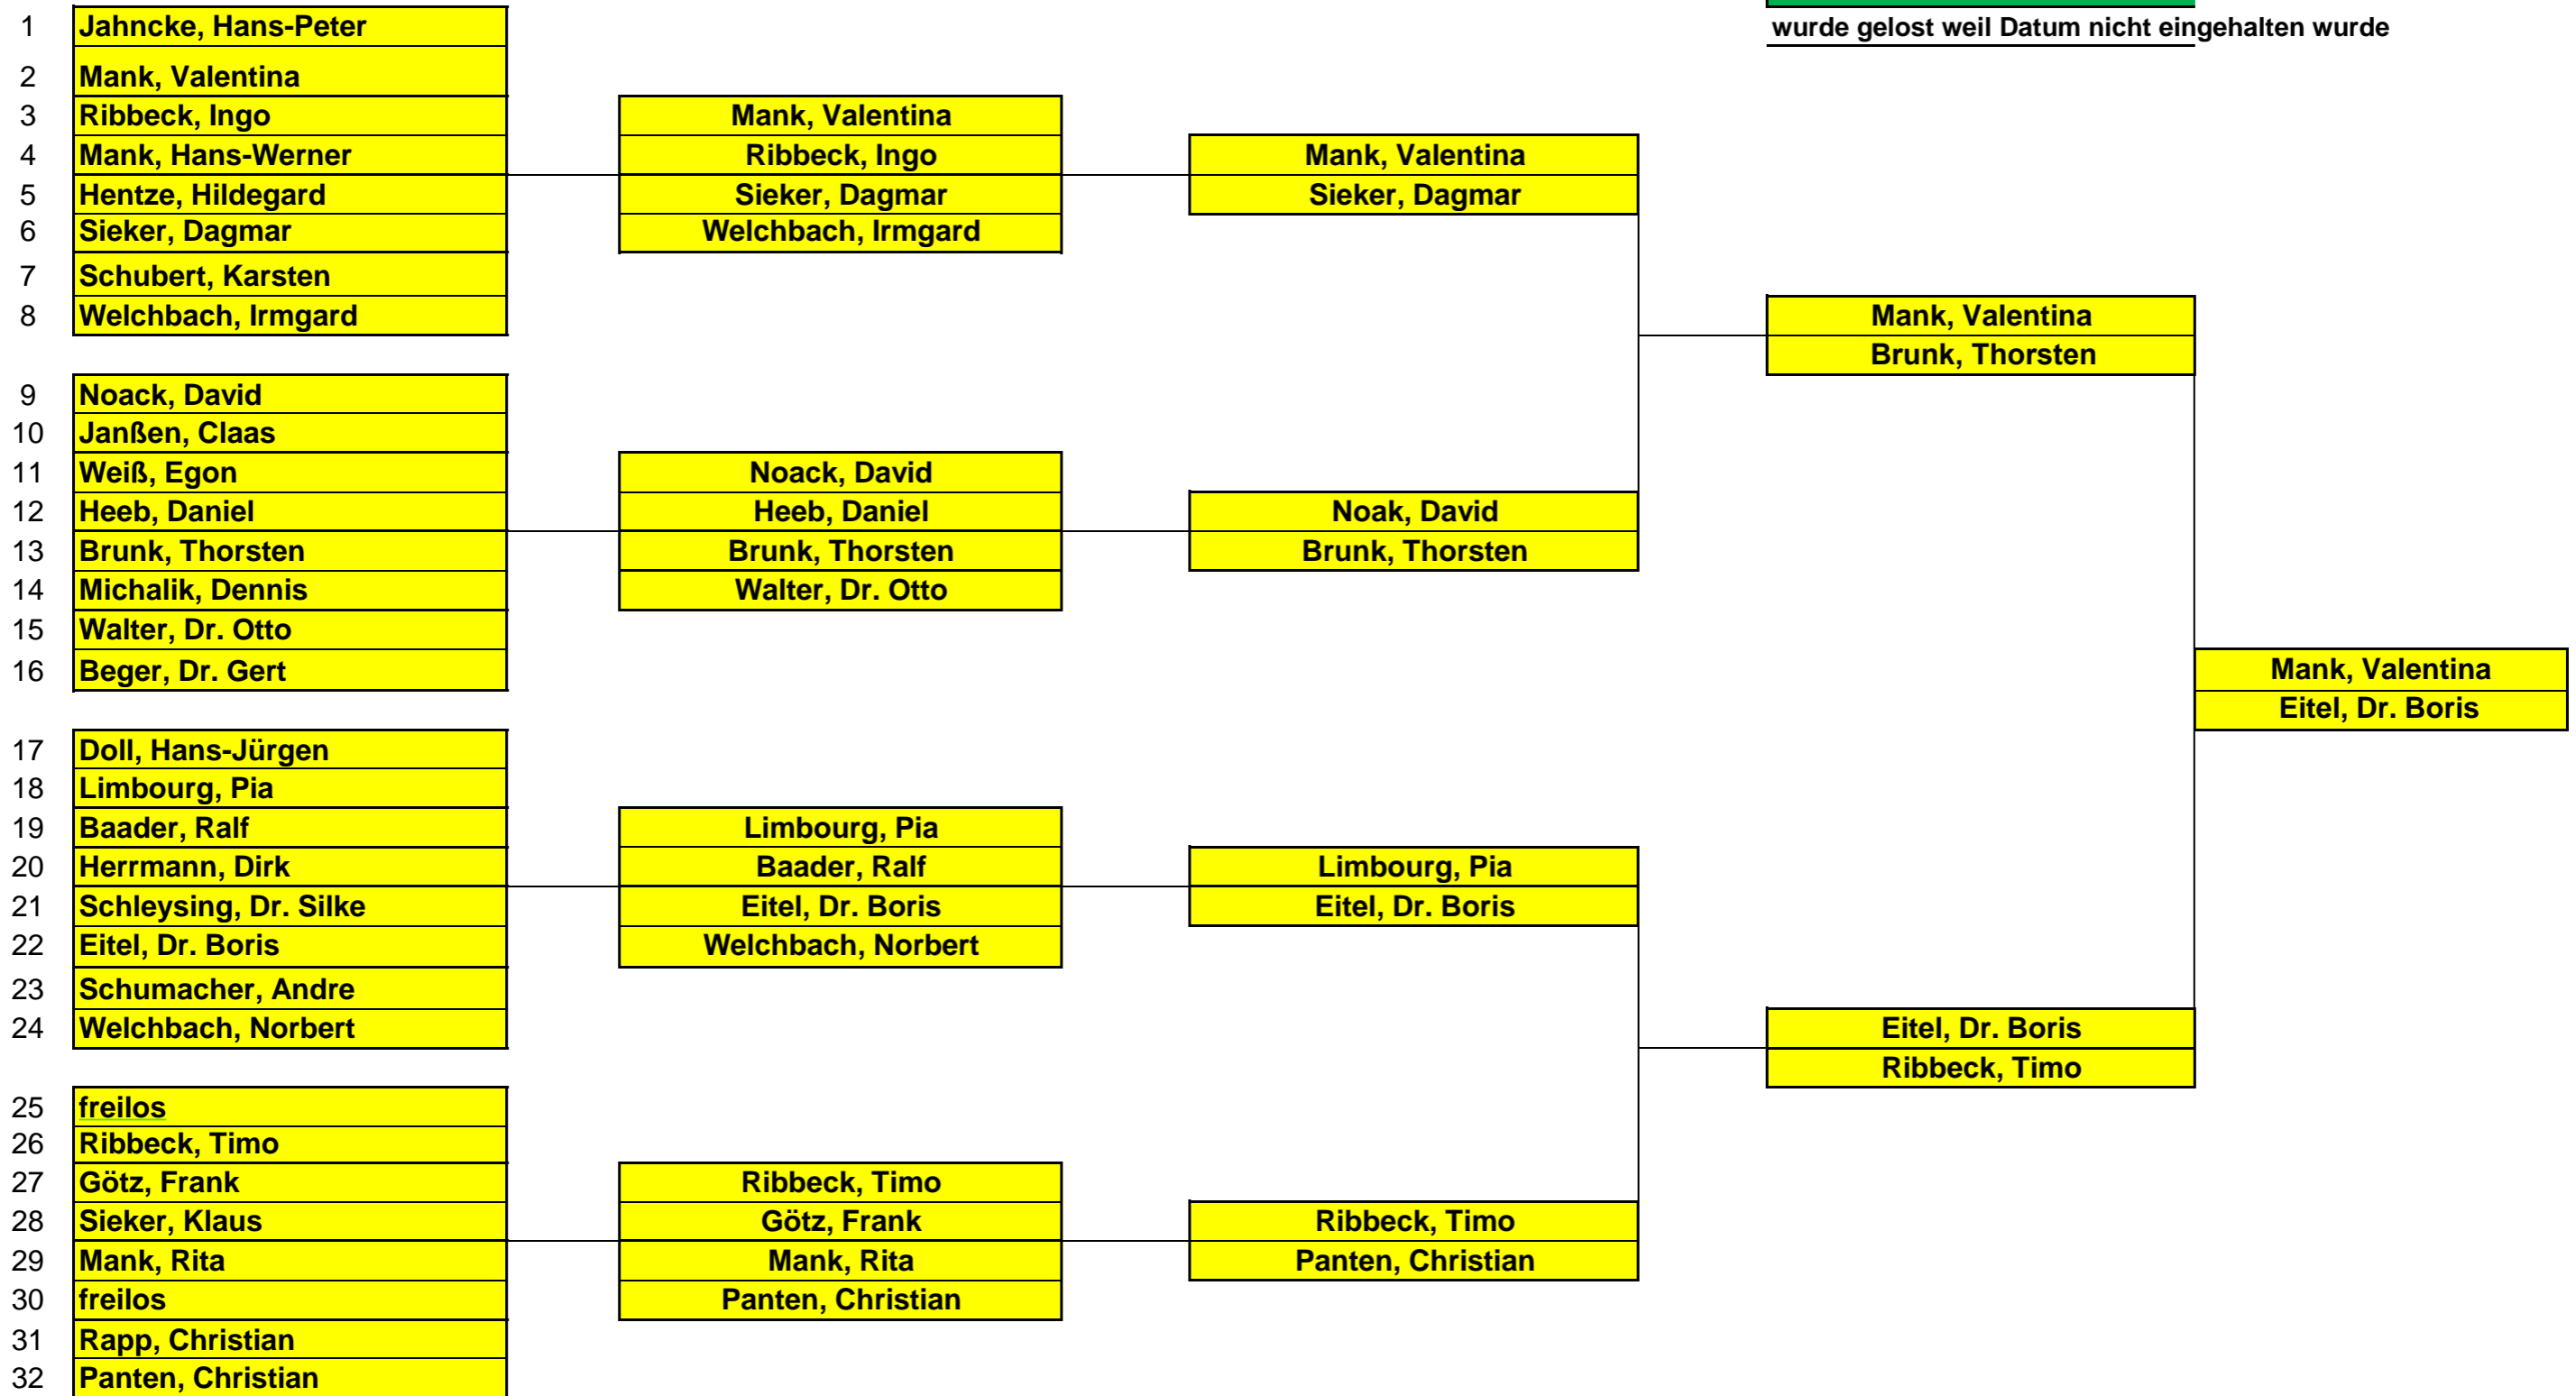 wurde gelost weil Datum nicht eingehalten wurde
1 Jahncke, Hans-Peter
2 Mank, Valentina
3 Ribbeck, Ingo
4 Mank, Hans-Werner
5 Hentze, Hildegard
6 Sieker, Dagmar
7 Schubert, Karsten
8 Welchbach, Irmgard
9 Noack, David
10 Janßen, Claas
11 Weiß, Egon
12 Heeb, Daniel
13 Brunk, Thorsten
14 Michalik, Dennis
15 Walter, Dr. Otto
16 Beger, Dr. Gert
17 Doll, Hans-Jürgen
18 Limbourg, Pia
19 Baader, Ralf
20 Herrmann, Dirk
21 Schleysing, Dr. Silke
22 Eitel, Dr. Boris
23 Schumacher, Andre
24 Welchbach, Norbert
25 freilos
26 Ribbeck, Timo
27 Götz, Frank
28 Sieker, Klaus
29 Mank, Rita
30 freilos
31 Rapp, Christian
32 Panten, Christian
Mank, Valentina
Ribbeck, Ingo
Sieker, Dagmar
Welchbach, Irmgard
Noack, David
Heeb, Daniel
Brunk, Thorsten
Walter, Dr. Otto
Limbourg, Pia
Baader, Ralf
Eitel, Dr. Boris
Welchbach, Norbert
Ribbeck, Timo
Götz, Frank
Mank, Rita
Panten, Christian
Mank, Valentina
Sieker, Dagmar
Noak, David
Brunk, Thorsten
Limbourg, Pia
Eitel, Dr. Boris
Ribbeck, Timo
Panten, Christian
Mank, Valentina
Brunk, Thorsten
Eitel, Dr. Boris
Ribbeck, Timo
Mank, Valentina
Eitel, Dr. Boris